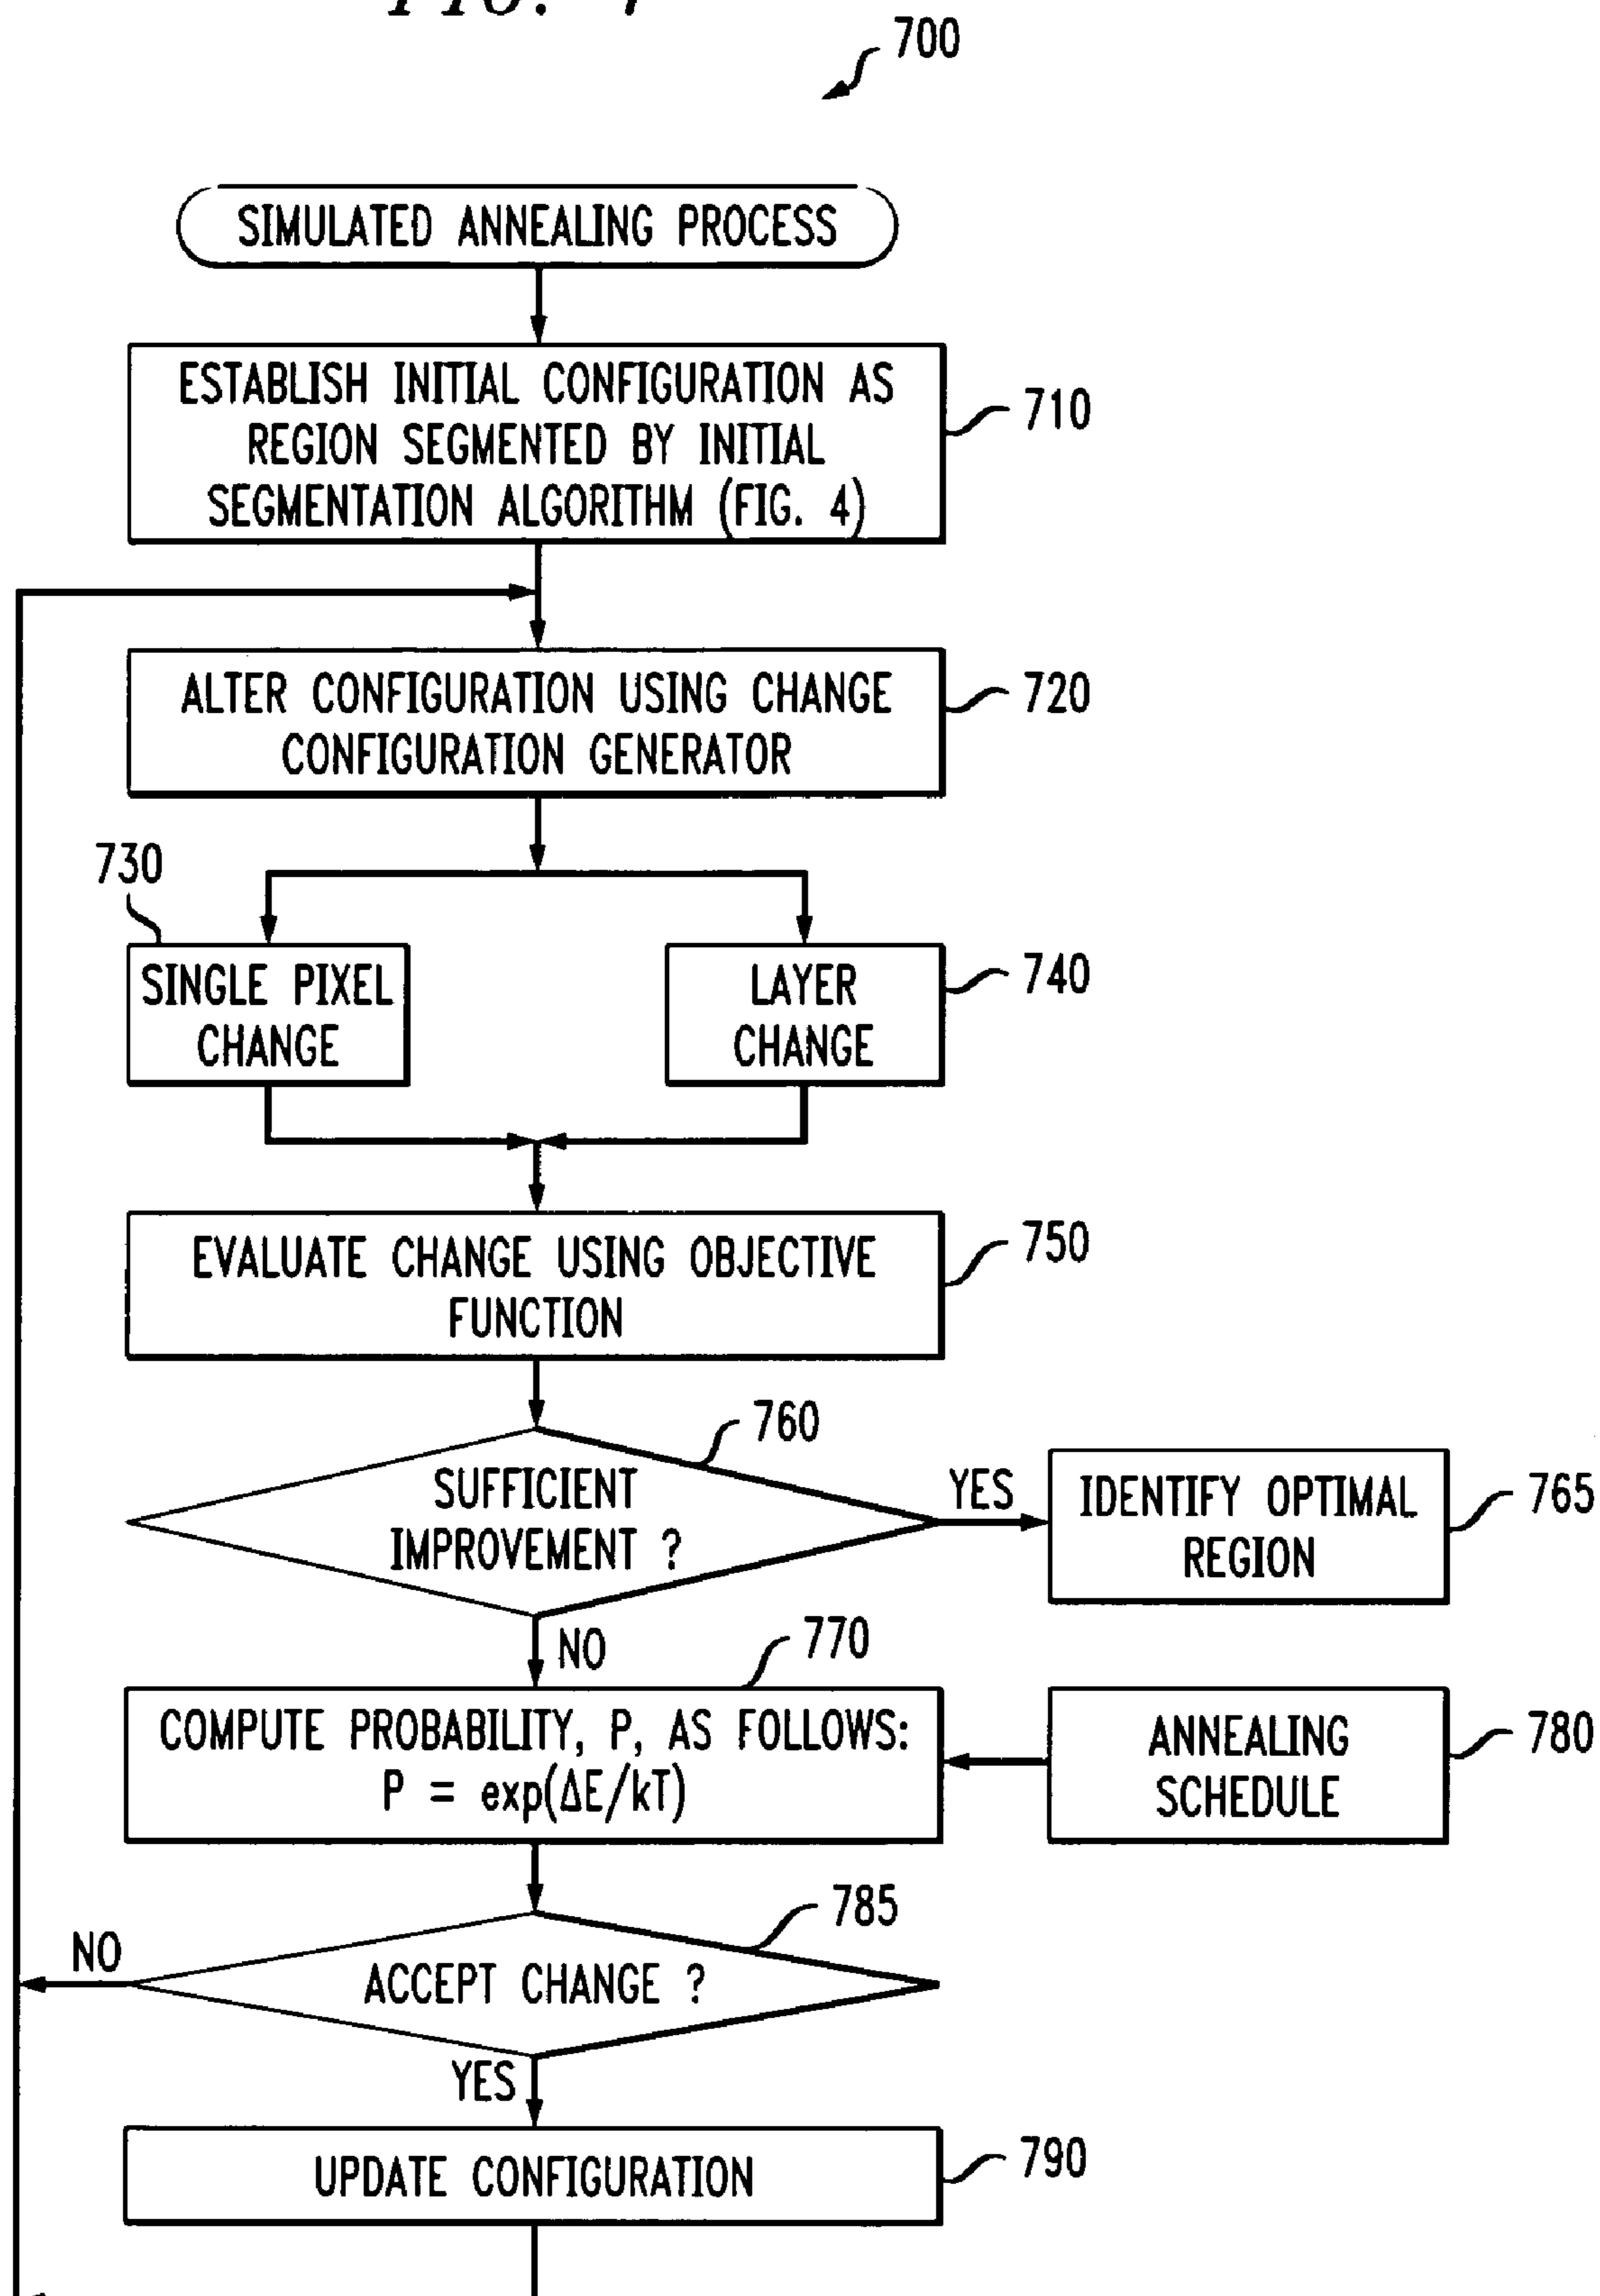 FIG. 7
700
SIMULATED ANNEALING PROCESS
ESTABLISH INITIAL CONFIGURATION AS
REGION SEGMENTED BY INITIAL
SEGMENTATION ALGORITHM (FIG. 4)
710
ALTER CONFIGURATION USING CHANGE
CONFIGURATION GENERATOR
720
730
SINGLE PIXEL
CHANGE
LAYER
CHANGE
740
EVALUATE CHANGE USING OBJECTIVE
FUNCTION
750
760
SUFFICIENT
IMPROVEMENT ?
YES
IDENTIFY OPTIMAL
REGION
765
NO
770
COMPUTE PROBABILITY, P, AS FOLLOWS:
P = exp(ΔE/kT)
ANNEALING
SCHEDULE
780
785
NO
ACCEPT CHANGE ?
YES
UPDATE CONFIGURATION
790